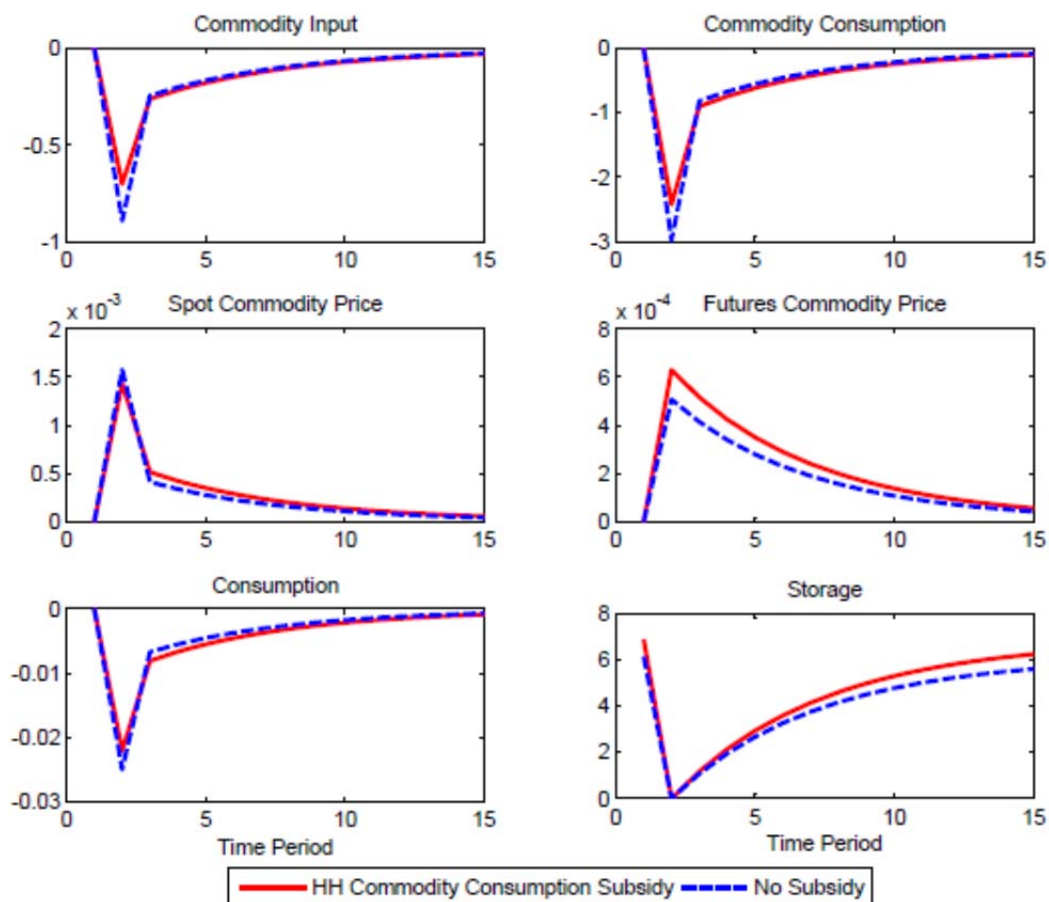 Commodity Input
0
-0.5
-1
0 5 10 15
Commodity Consumption
0
-1
-2
-3
0 5 10 15
Spot Commodity Price
x 10^-3
2
1.5
1
0.5
0
0 5 10 15
Futures Commodity Price
x 10^-4
8
6
4
2
0
0 5 10 15
Consumption
0
-0.01
-0.02
-0.03
0 5 10 15
Time Period
Storage
8
6
4
2
0
0 5 10 15
Time Period
HH Commodity Consumption Subsidy No Subsidy